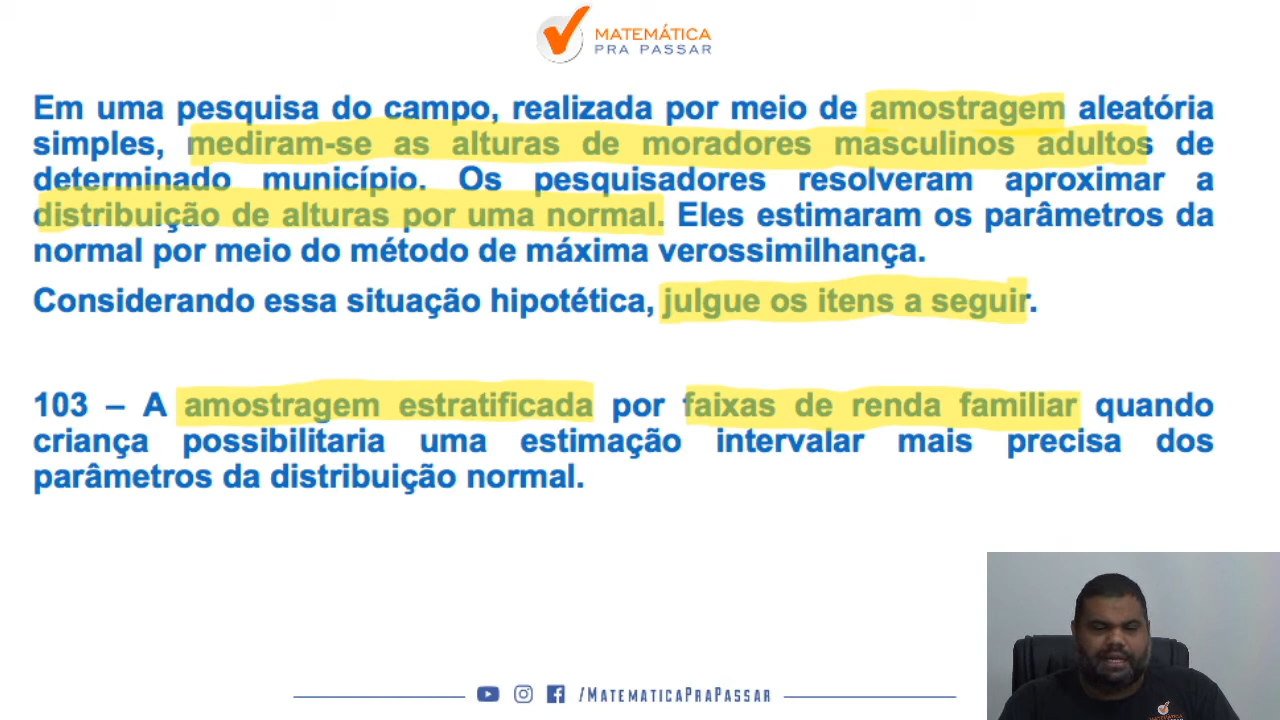 MATEMÁTICA
PRA PASSAR
Em uma pesquisa do campo, realizada por meio de amostragem aleatória
simples, mediram-se as alturas de moradores masculinos adultos de
determinado município. Os pesquisadores resolveram aproximar a
distribuição de alturas por uma normal. Eles estimaram os parâmetros da
normal por meio do método de máxima verossimilhança.
Considerando essa situação hipotética, julgue os itens a seguir.
103 – A amostragem estratificada por faixas de renda familiar quando
criança possibilitaria uma estimação intervalar mais precisa dos
parâmetros da distribuição normal.
/MATEMATICAPRAPASSAR